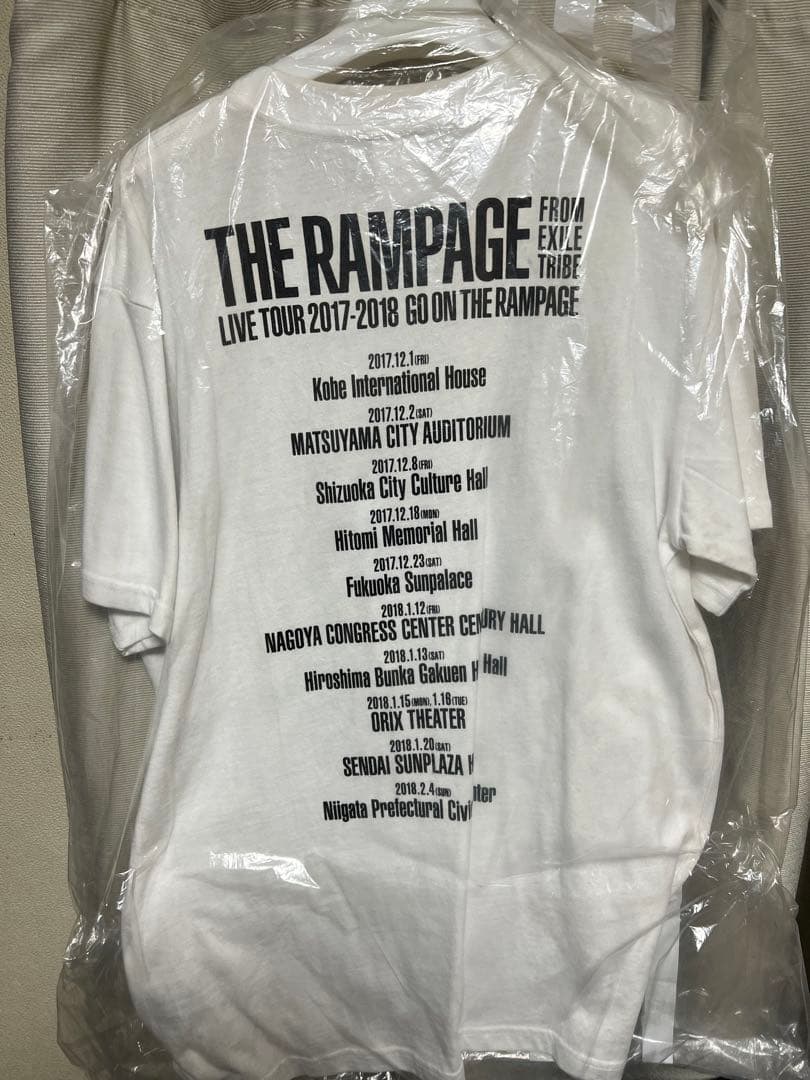 THE RAMPAGE FROM EXILE TRIBE
LIVE TOUR 2017-2018 GO ON THE RAMPAGE
2017.12.1(FRI)
Kobe International House
2017.12.2(SAT)
MATSUYAMA CITY AUDITORIUM
2017.12.8(FRI)
Shizuoka City Culture Hall
2017.12.18(MON)
Hitomi Memorial Hall
2017.12.23(SAT)
Fukuoka Sunpalace
2018.1.12(FRI)
NAGOYA CONGRESS CENTER CENTURY HALL
2018.1.13(SAT)
Hiroshima Bunka Gakuen H Hall
2018.1.15(MON), 1.16(TUE)
ORIX THEATER
2018.1.20(SAT)
SENDAI SUNPLAZA H
2018.2.4(SUN)
Niigata Prefectural Civi